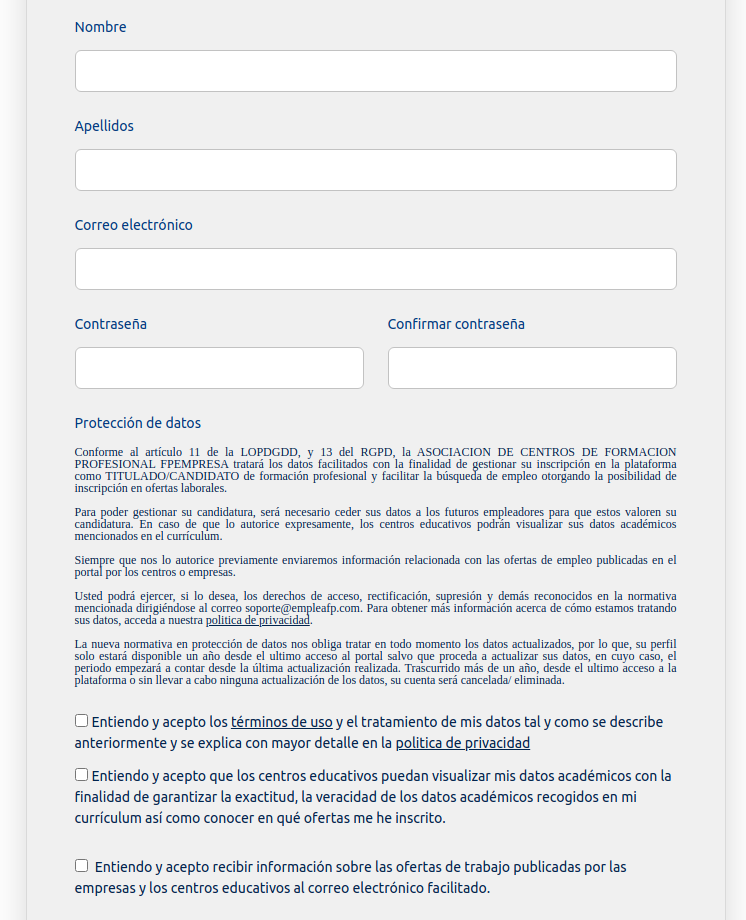 Nombre
Apellidos
Correo electrónico
Contraseña
Confirmar contraseña
Protección de datos
Conforme al artículo 11 de la LOPDGDD, y 13 del RGPD, la ASOCIACION DE CENTROS DE FORMACION
PROFESIONAL FPEMPRESA tratará los datos facilitados con la finalidad de gestionar su inscripción en la plataforma
como TITULADO/CANDIDATO de formación profesional y facilitar la búsqueda de empleo otorgando la posibilidad de
inscripción en ofertas laborales.
Para poder gestionar su candidatura, será necesario ceder sus datos a los futuros empleadores para que estos valoren su
candidatura. En caso de que lo autorice expresamente, los centros educativos podrán visualizar sus datos académicos
mencionados en el currículum.
Siempre que nos lo autorice previamente enviaremos información relacionada con las ofertas de empleo publicadas en el
portal por los centros o empresas.
Usted podrá ejercer, si lo desea, los derechos de acceso, rectificación, supresión y demás reconocidos en la normativa
mencionada dirigiéndose al correo soporte@empleafp.com. Para obtener más información acerca de cómo estamos tratando
sus datos, acceda a nuestra politica de privacidad.
La nueva normativa en protección de datos nos obliga tratar en todo momento los datos actualizados, por lo que, su perfil
solo estará disponible un año desde el ultimo acceso al portal salvo que proceda a actualizar sus datos, en cuyo caso, el
periodo empezará a contar desde la última actualización realizada. Trascurrido más de un año, desde el ultimo acceso a la
plataforma o sin llevar a cabo ninguna actualización de los datos, su cuenta será cancelada/ eliminada.
Entiendo y acepto los términos de uso y el tratamiento de mis datos tal y como se describe
anteriormente y se explica con mayor detalle en la politica de privacidad
Entiendo y acepto que los centros educativos puedan visualizar mis datos académicos con la
finalidad de garantizar la exactitud, la veracidad de los datos académicos recogidos en mi
currículum así como conocer en qué ofertas me he inscrito.
Entiendo y acepto recibir información sobre las ofertas de trabajo publicadas por las
empresas y los centros educativos al correo electrónico facilitado.